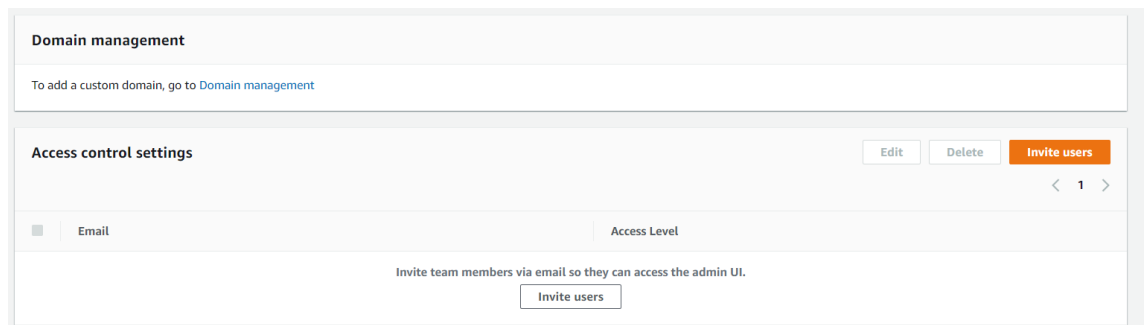 Domain management
To add a custom domain, go to Domain management
Access control settings
Edit Delete Invite users
1
Email Access Level
Invite team members via email so they can access the admin UI.
Invite users